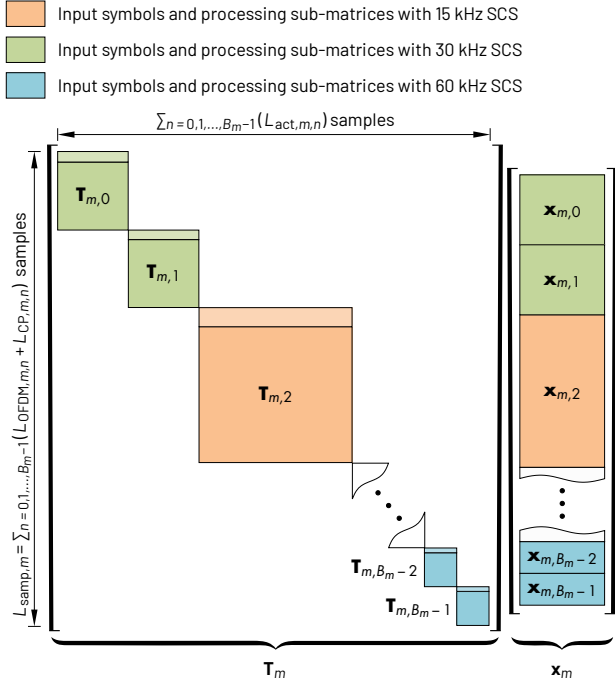 Input symbols and processing sub-matrices with 15 kHz SCS
Input symbols and processing sub-matrices with 30 kHz SCS
Input symbols and processing sub-matrices with 60 kHz SCS
∑n = 0,1,...,Bm−1(Lact,m,n) samples
Lsamp,m = ∑n = 0,1,...,Bm−1(LOFDM,m,n + LCP,m,n) samples
Tm,0
Tm,1
Tm,2
Tm,Bm − 2
Tm,Bm − 1
xm,0
xm,1
xm,2
xm,Bm − 2
xm,Bm − 1
Tm
xm